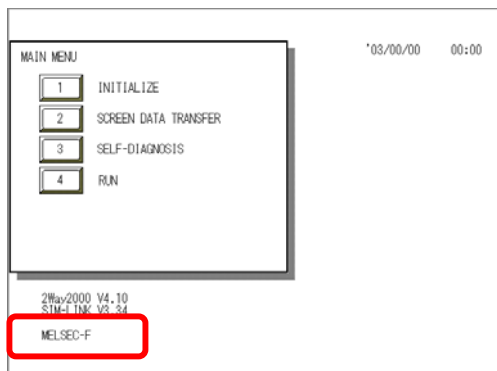 '03/00/00 00:00
MAIN MENU
1 INITIALIZE
2 SCREEN DATA TRANSFER
3 SELF-DIAGNOSIS
4 RUN
2Way2000 V4.10
SIM-LINK V3.34
MELSEC-F